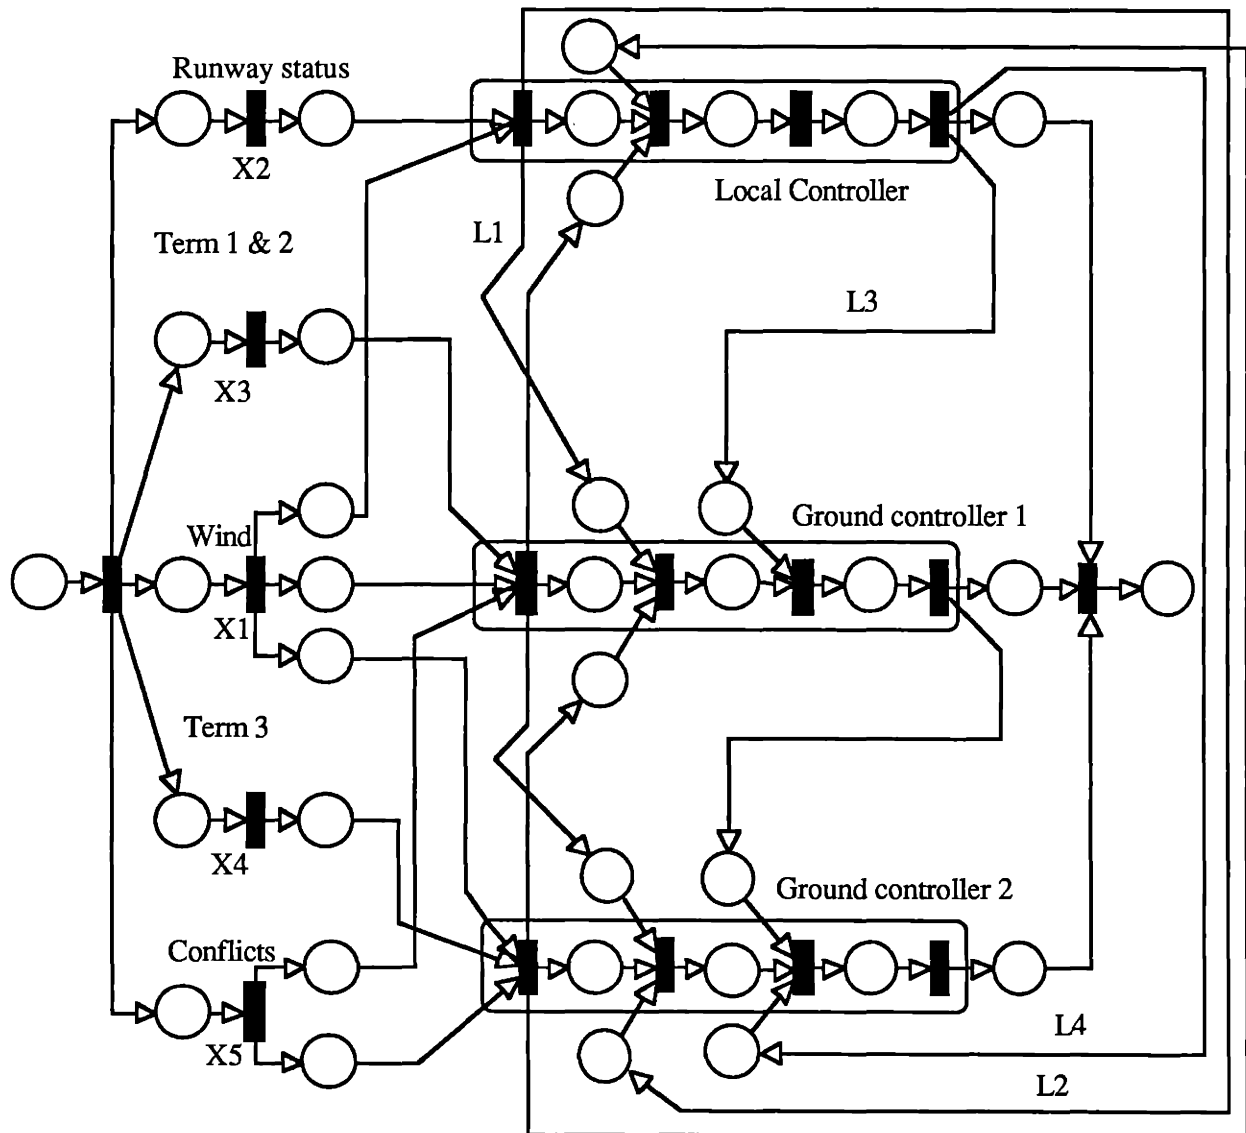 Runway status
X2
Local Controller
L1
Term 1 & 2
L3
X3
Ground controller 1
Wind
X1
Term 3
X4
Ground controller 2
Conflicts
L4
X5
L2